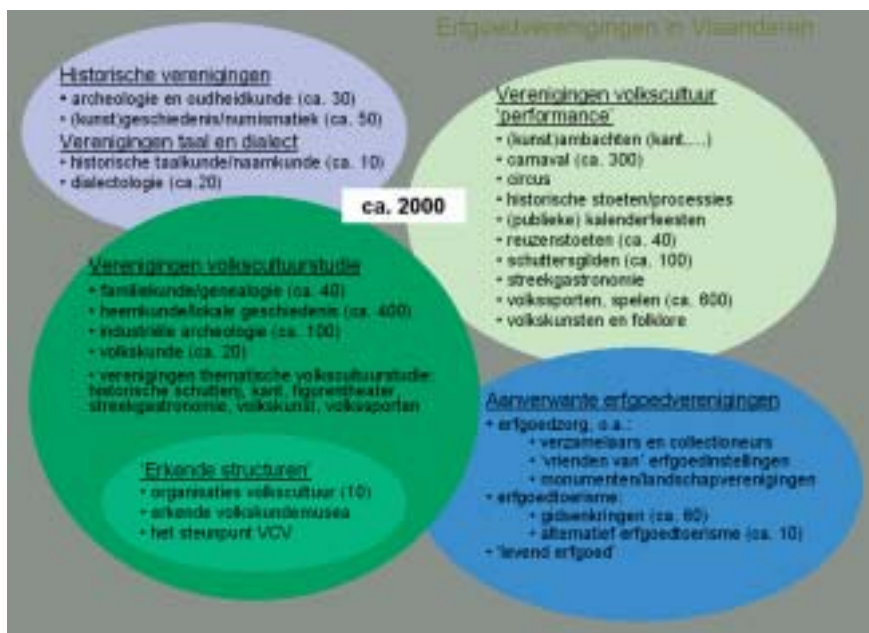 Erfgoedverenigingen in Vlaanderen
Historische verenigingen
• archeologie en oudheidkunde (ca. 30)
• (kunst)geschiedenis/numismatiek (ca. 50)
Verenigingen taal en dialect
• historische taalkunde/naamkunde (ca. 10)
• dialectologie (ca.20)
ca. 2000
Verenigingen volkscultuur
'performance'
• (kunst)ambachten (kant,...)
• carnaval (ca. 300)
• circus
• historische stoeten/processies
• (publieke) kalenderfeesten
• reuzenstoeten (ca. 40)
• schuttersgilden (ca. 100)
• streekgastronomie
• volkssporten, spelen (ca. 600)
• volkskunsten en folklore
Verenigingen volkscultuurstudie
• familiekunde/genealogie (ca. 40)
• heemkunde/lokale geschiedenis (ca. 400)
• industriële archeologie (ca. 100)
• volkskunde (ca. 20)
• verenigingen thematische volkscultuurstudie:
historische schutterij, kant, figurentheater,
streekgastronomie, volkskunst, volkssporten
'Erkende structuren'
• organisaties volkscultuur (10)
• erkende volkskundemusea
• het steunpunt VCV
Aanverwante erfgoedverenigingen
• erfgoedzorg, o.a.:
• verzamelaars en collectioneurs
• 'vrienden van' erfgoedinstellingen
• monumenten/landschapverenigingen
• erfgoedtoerisme:
• gidsenkringen (ca. 60)
• alternatief erfgoedtoerisme (ca. 10)
• 'levend erfgoed'